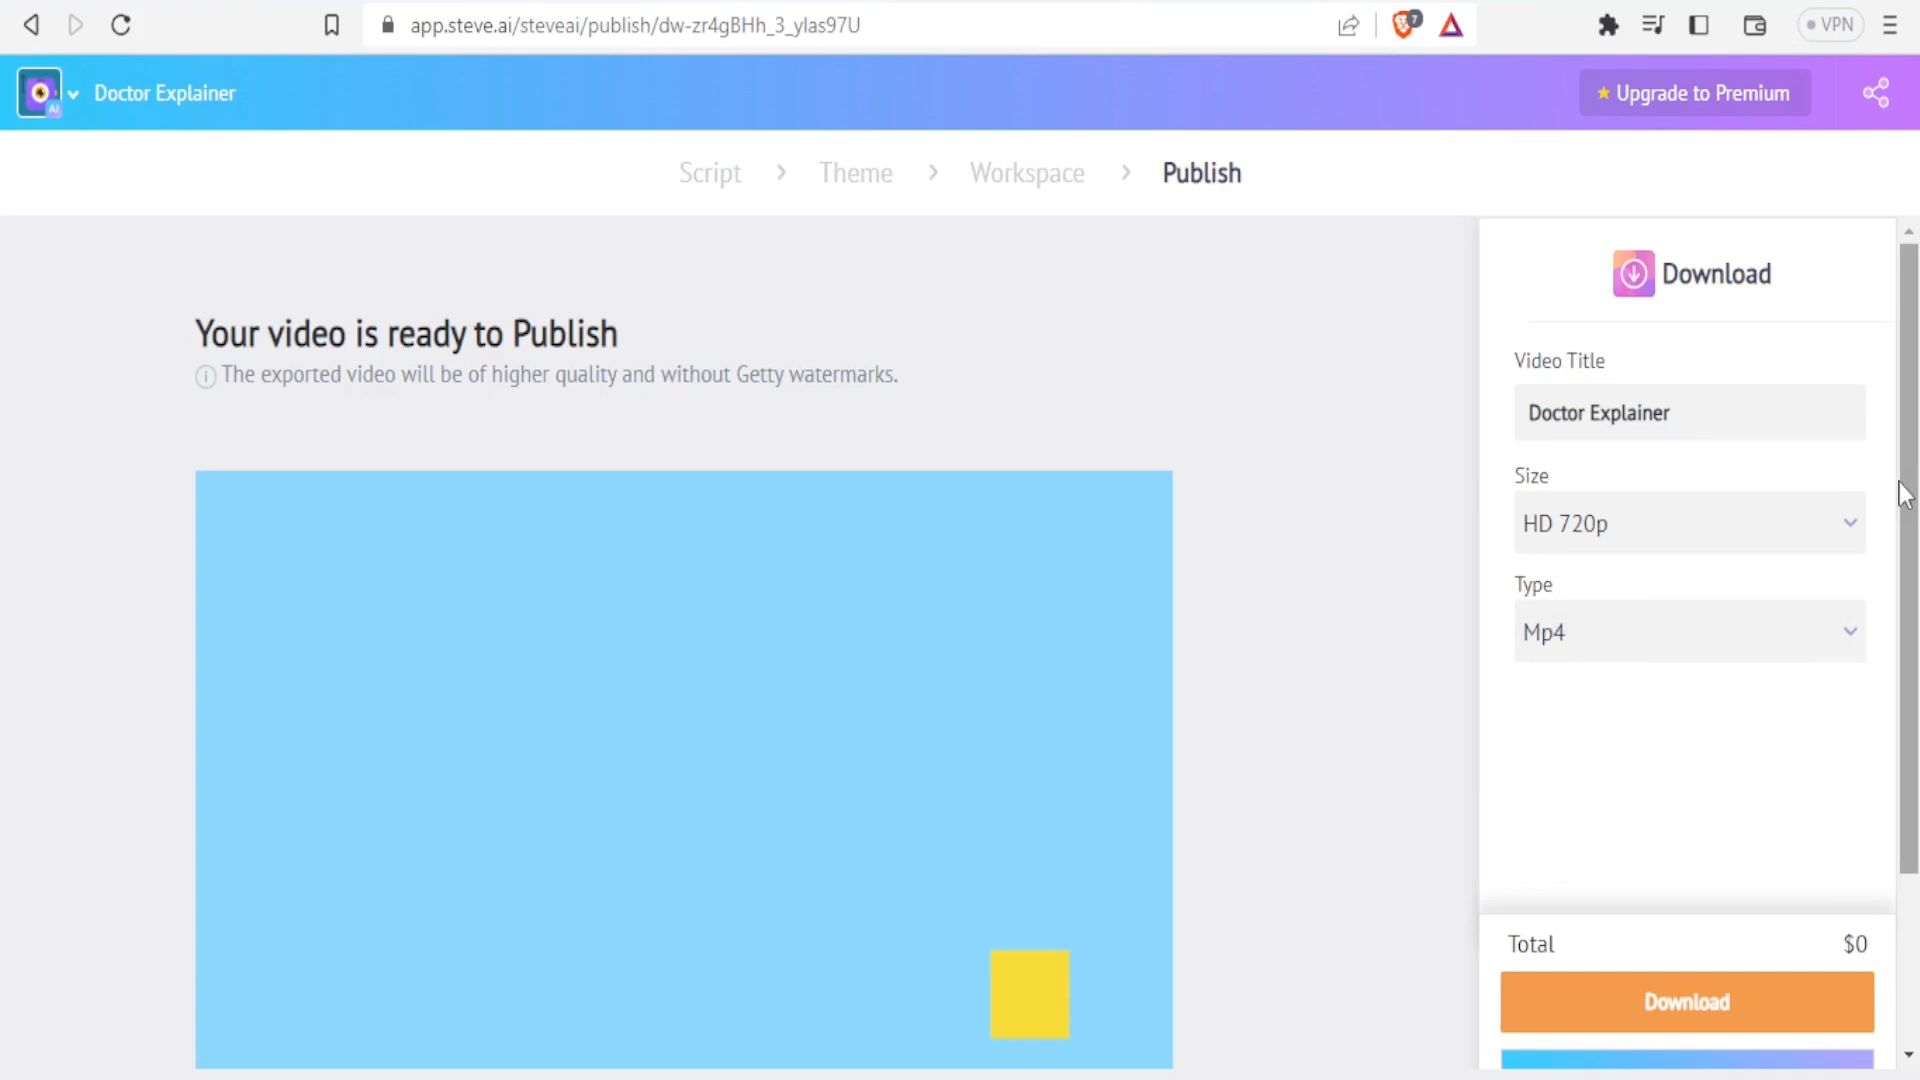 app.steve.ai/steveai/publish/dw-zr4gBHh_3_ylas97U
7
VPN
AI
Doctor Explainer
Upgrade to Premium
Script
Theme
Workspace
Publish
Your video is ready to Publish
The exported video will be of higher quality and without Getty watermarks.
Download
Video Title
Doctor Explainer
Size
HD 720p
Type
Mp4
Total $0
Download